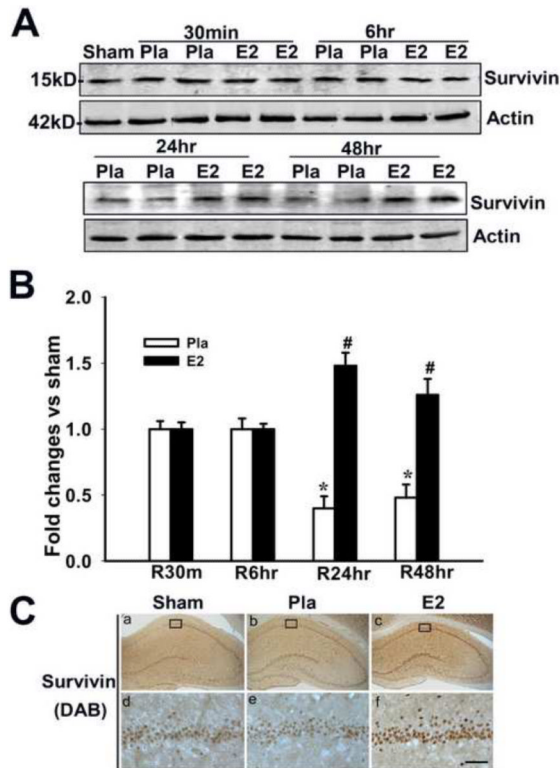 A
30min 6hr
Sham Pla Pla E2 E2 Pla Pla E2 E2
15kD Survivin
42kD Actin
24hr 48hr
Pla Pla E2 E2 Pla Pla E2 E2
Survivin
Actin
B
Fold changes vs sham
2.0
1.5
1.0
0.5
0.0
Pla
E2
# #
* *
R30m R6hr R24hr R48hr
C
Sham Pla E2
a b c
Survivin
(DAB)
d e f